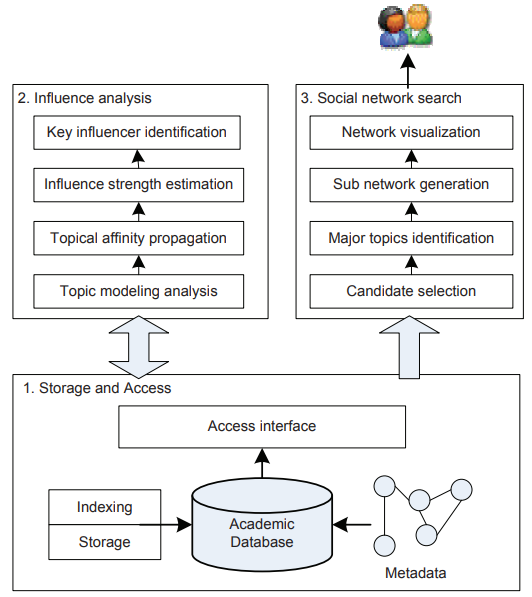 2. Influence analysis
Key influencer identification
Influence strength estimation
Topical affinity propagation
Topic modeling analysis
3. Social network search
Network visualization
Sub network generation
Major topics identification
Candidate selection
1. Storage and Access
Access interface
Indexing
Storage
Academic
Database
Metadata